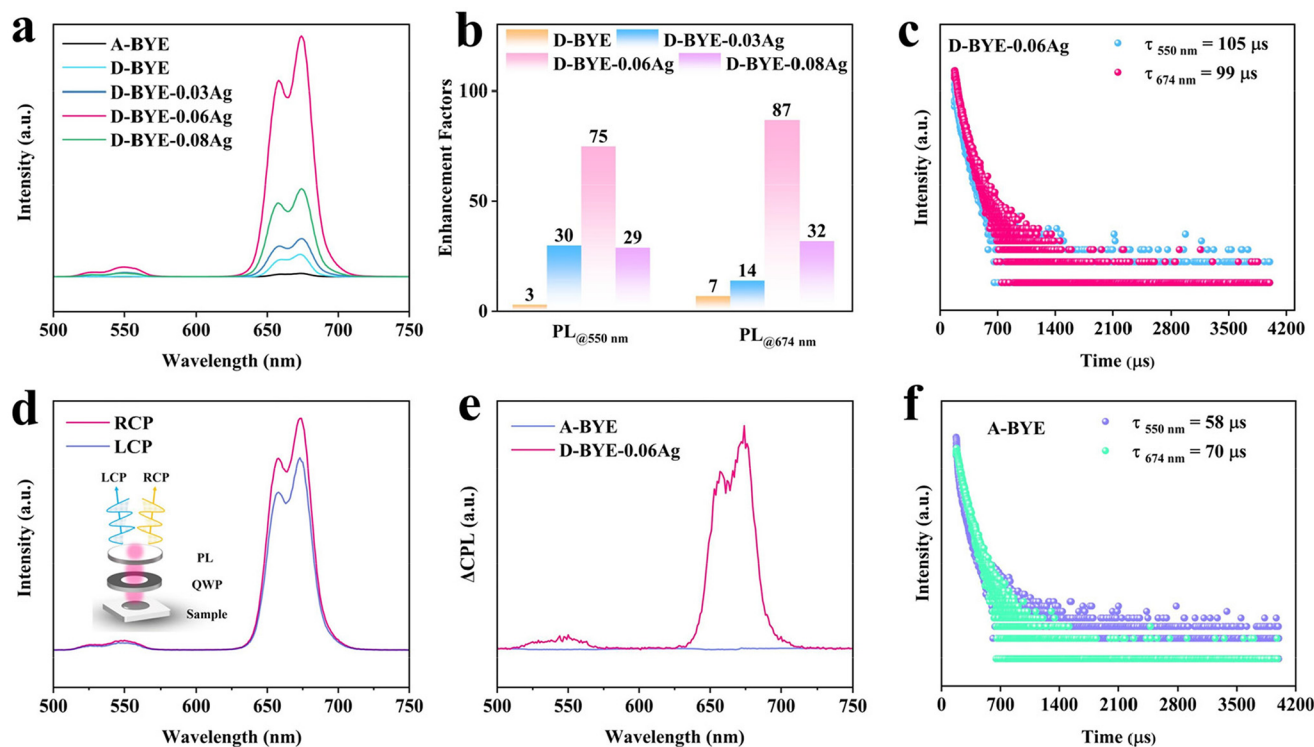 a
A-BYE
D-BYE
D-BYE-0.03Ag
D-BYE-0.06Ag
D-BYE-0.08Ag
Intensity (a.u.)
500 550 600 650 700 750
Wavelength (nm)
b
D-BYE D-BYE-0.03Ag
D-BYE-0.06Ag D-BYE-0.08Ag
Enhancement Factors
100
50
0
3 30 75 29 7 14 87 32
PL@550 nm PL@674 nm
c
D-BYE-0.06Ag
τ 550 nm = 105 μs
τ 674 nm = 99 μs
Intensity (a.u.)
0 700 1400 2100 2800 3500 4200
Time (μs)
d
RCP
LCP
LCP RCP
PL
QWP
Sample
Intensity (a.u.)
500 550 600 650 700 750
Wavelength (nm)
e
A-BYE
D-BYE-0.06Ag
ΔCPL (a.u.)
500 550 600 650 700 750
Wavelength (nm)
f
A-BYE
τ 550 nm = 58 μs
τ 674 nm = 70 μs
Intensity (a.u.)
0 700 1400 2100 2800 3500 4200
Time (μs)